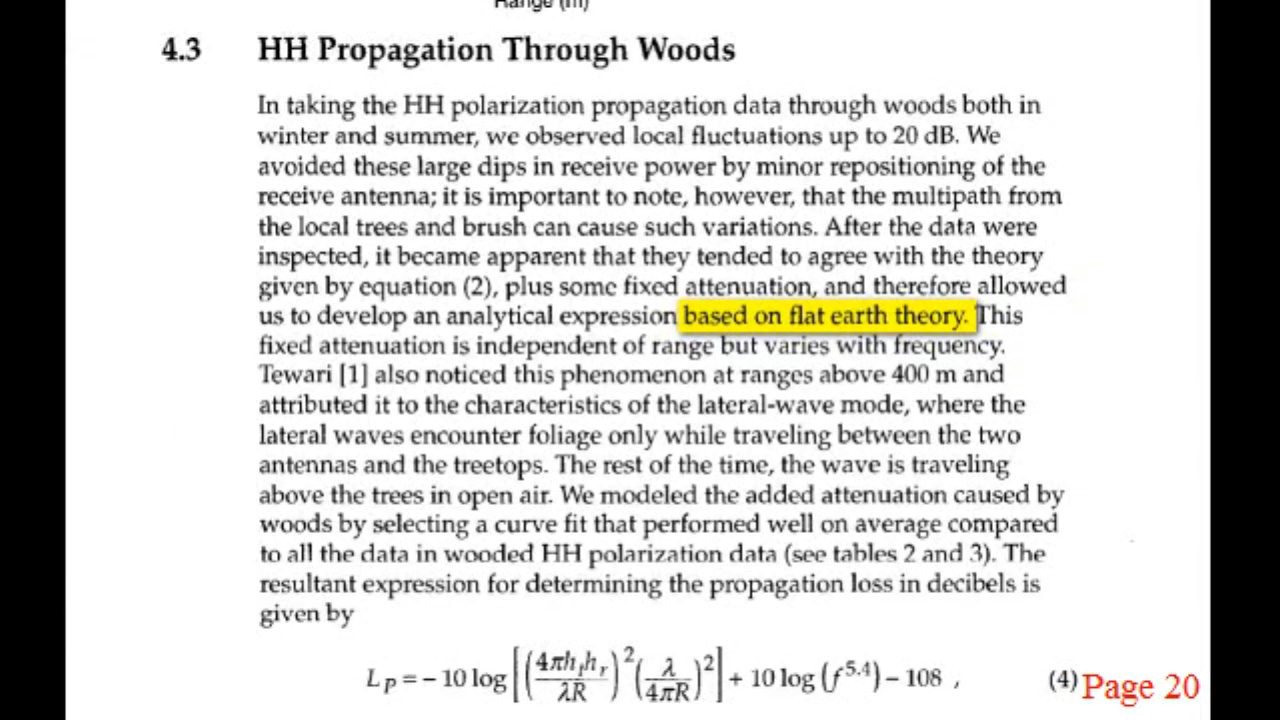 Range (m)
4.3 HH Propagation Through Woods
In taking the HH polarization propagation data through woods both in
winter and summer, we observed local fluctuations up to 20 dB. We
avoided these large dips in receive power by minor repositioning of the
receive antenna; it is important to note, however, that the multipath from
the local trees and brush can cause such variations. After the data were
inspected, it became apparent that they tended to agree with the theory
given by equation (2), plus some fixed attenuation, and therefore allowed
us to develop an analytical expression based on flat earth theory. This
fixed attenuation is independent of range but varies with frequency.
Tewari [1] also noticed this phenomenon at ranges above 400 m and
attributed it to the characteristics of the lateral-wave mode, where the
lateral waves encounter foliage only while traveling between the two
antennas and the treetops. The rest of the time, the wave is traveling
above the trees in open air. We modeled the added attenuation caused by
woods by selecting a curve fit that performed well on average compared
to all the data in wooded HH polarization data (see tables 2 and 3). The
resultant expression for determining the propagation loss in decibels is
given by
L_P = − 10 log [(4πh_t h_r / λR)^2 (λ / 4πR)^2] + 10 log (f^5.4) − 108 , (4) Page 20